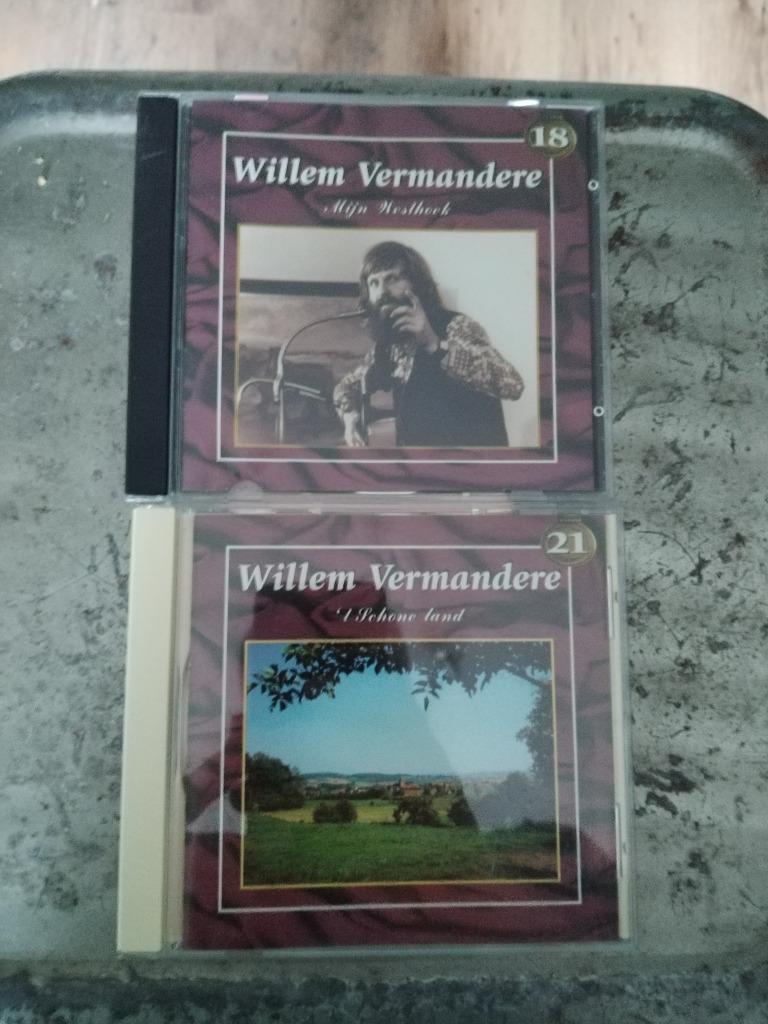 18
Willem Vermandere
Mijn Westhoek
21
Willem Vermandere
't Schone land